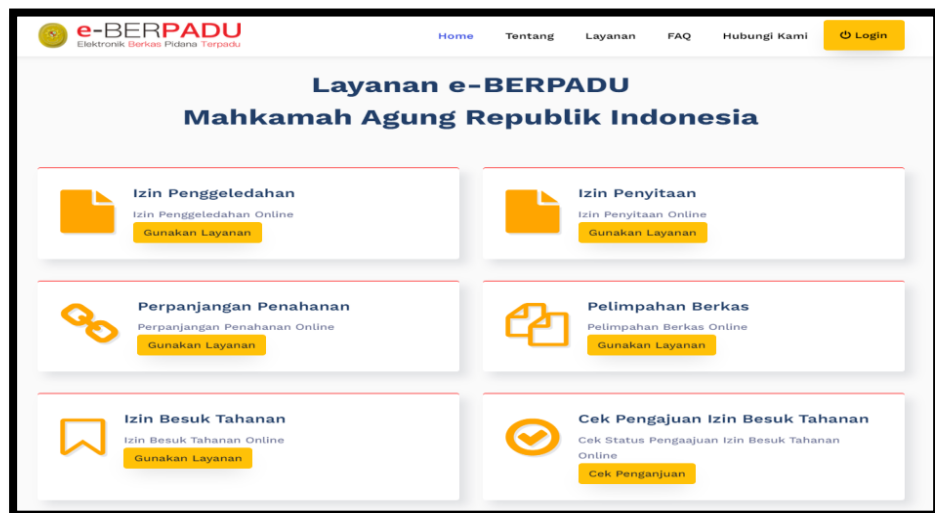 e-BERPADU
Elektronik Berkas Pidana Terpadu
Home Tentang Layanan FAQ Hubungi Kami Login
Layanan e-BERPADU
Mahkamah Agung Republik Indonesia
Izin Penggeledahan
Izin Penggeledahan Online
Gunakan Layanan
Izin Penyitaan
Izin Penyitaan Online
Gunakan Layanan
Perpanjangan Penahanan
Perpanjangan Penahanan Online
Gunakan Layanan
Pelimpahan Berkas
Pelimpahan Berkas Online
Gunakan Layanan
Izin Besuk Tahanan
Izin Besuk Tahanan Online
Gunakan Layanan
Cek Pengajuan Izin Besuk Tahanan
Cek Status Pengaajuan Izin Besuk Tahanan
Online
Cek Penganjuan